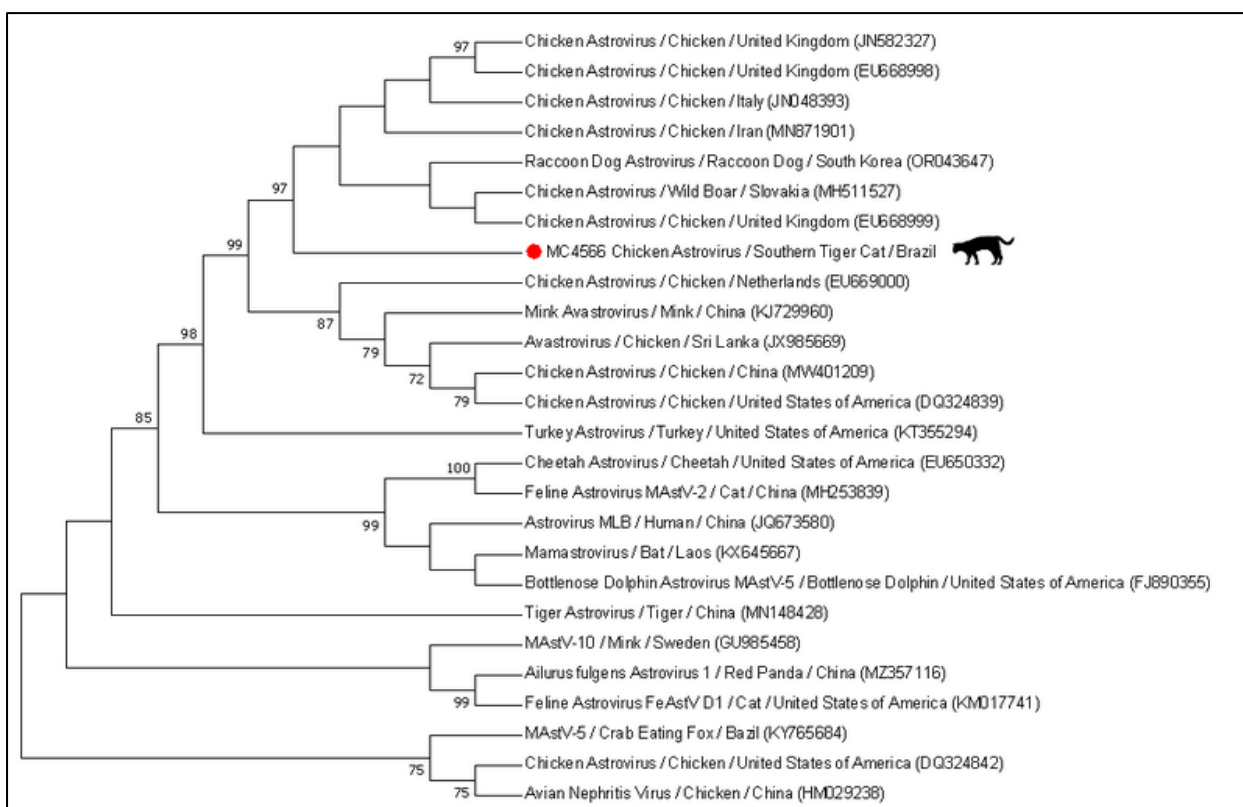 97
Chicken Astrovirus / Chicken / United Kingdom (JN582327)
Chicken Astrovirus / Chicken / United Kingdom (EU668998)
Chicken Astrovirus / Chicken / Italy (JN048393)
Chicken Astrovirus / Chicken / Iran (MN871901)
Raccoon Dog Astrovirus / Raccoon Dog / South Korea (OR043647)
97
Chicken Astrovirus / Wild Boar / Slovakia (MH511527)
Chicken Astrovirus / Chicken / United Kingdom (EU668999)
99
MC4566 Chicken Astrovirus / Southern Tiger Cat / Brazil
Chicken Astrovirus / Chicken / Netherlands (EU669000)
87
Mink Avastrovirus / Mink / China (KJ729960)
98
Avastrovirus / Chicken / Sri Lanka (JX985669)
79
Chicken Astrovirus / Chicken / China (MW401209)
72
Chicken Astrovirus / Chicken / United States of America (DQ324839)
79
85
Turkey Astrovirus / Turkey / United States of America (KT355294)
Cheetah Astrovirus / Cheetah / United States of America (EU650332)
100
Feline Astrovirus MAstV-2 / Cat / China (MH253839)
99
Astrovirus MLB / Human / China (JQ673580)
Mamastrovirus / Bat / Laos (KX645667)
Bottlenose Dolphin Astrovirus MAstV-5 / Bottlenose Dolphin / United States of America (FJ890355)
Tiger Astrovirus / Tiger / China (MN148428)
MAstV-10 / Mink / Sweden (GU985458)
Ailurus fulgens Astrovirus 1 / Red Panda / China (MZ357116)
99
Feline Astrovirus FeAstV D1 / Cat / United States of America (KM017741)
MAstV-5 / Crab Eating Fox / Bazil (KY765684)
75
Chicken Astrovirus / Chicken / United States of America (DQ324842)
75
Avian Nephritis Virus / Chicken / China (HM029238)